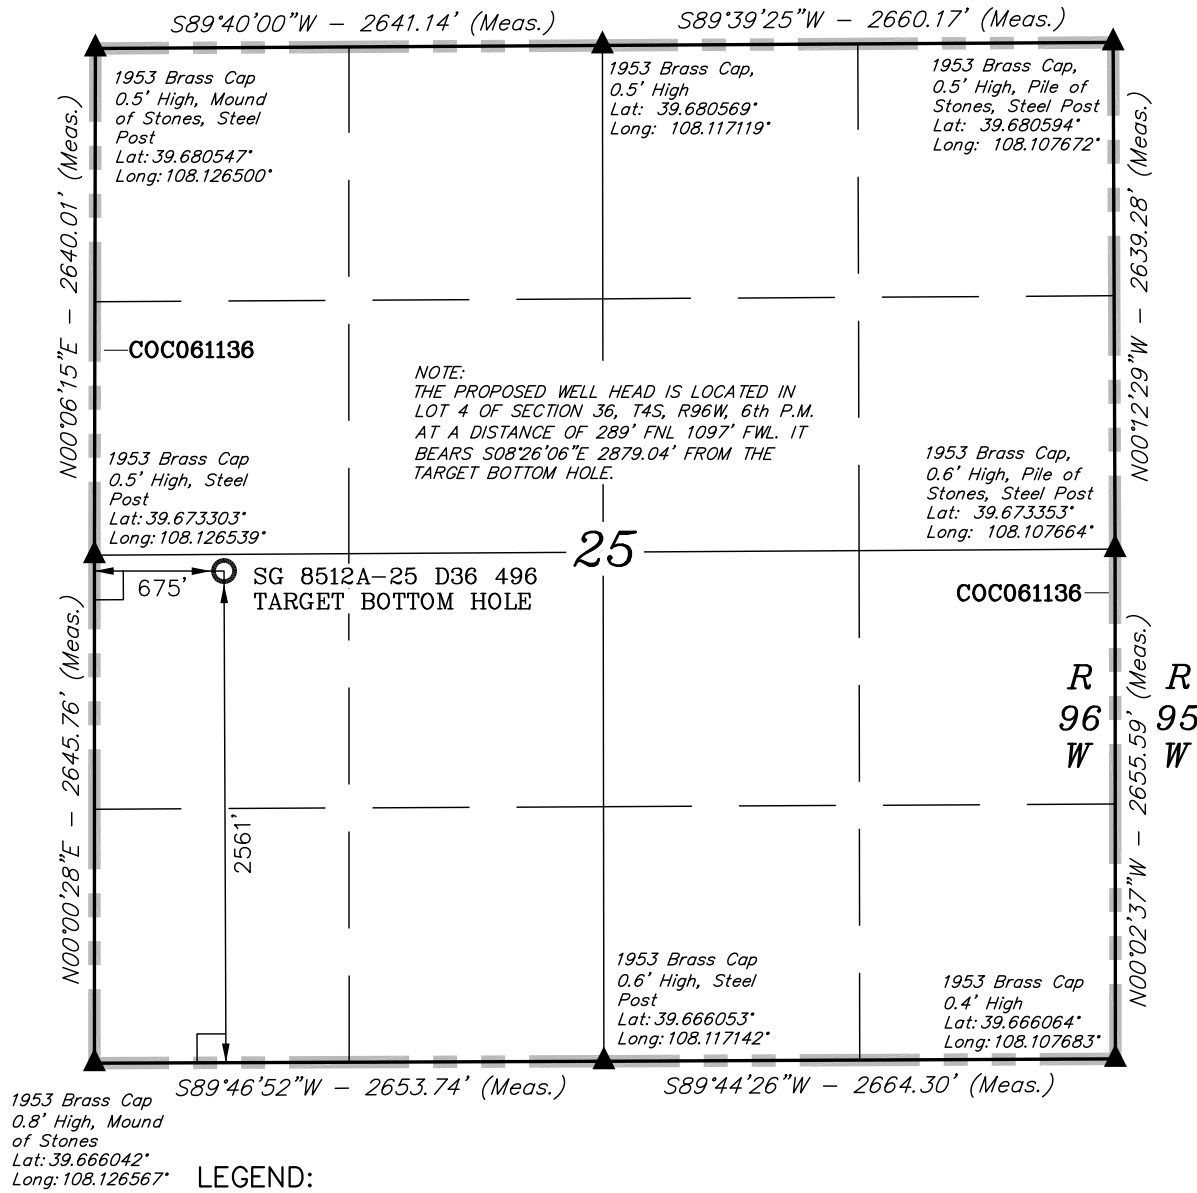 S89°40'00"W – 2641.14' (Meas.)
S89°39'25"W – 2660.17' (Meas.)
1953 Brass Cap
0.5' High, Mound
of Stones, Steel
Post
Lat: 39.680547°
Long: 108.126500°
1953 Brass Cap,
0.5' High
Lat: 39.680569°
Long: 108.117119°
1953 Brass Cap,
0.5' High, Pile of
Stones, Steel Post
Lat: 39.680594°
Long: 108.107672°
N00°06'15"E – 2640.01' (Meas.)
N00°12'29"W – 2639.28' (Meas.)
COC061136
NOTE:
THE PROPOSED WELL HEAD IS LOCATED IN
LOT 4 OF SECTION 36, T4S, R96W, 6th P.M.
AT A DISTANCE OF 289' FNL 1097' FWL. IT
BEARS S08°26'06"E 2879.04' FROM THE
TARGET BOTTOM HOLE.
1953 Brass Cap
0.5' High, Steel
Post
Lat: 39.673303°
Long: 108.126539°
1953 Brass Cap,
0.6' High, Pile of
Stones, Steel Post
Lat: 39.673353°
Long: 108.107664°
25
675'
SG 8512A-25 D36 496
TARGET BOTTOM HOLE
COC061136
N00°00'28"E – 2645.76' (Meas.)
2561'
R
96
W
R
95
W
N00°02'37"W – 2655.59' (Meas.)
1953 Brass Cap
0.6' High, Steel
Post
Lat: 39.666053°
Long: 108.117142°
1953 Brass Cap
0.4' High
Lat: 39.666064°
Long: 108.107683°
S89°46'52"W – 2653.74' (Meas.)
S89°44'26"W – 2664.30' (Meas.)
1953 Brass Cap
0.8' High, Mound
of Stones
Lat: 39.666042°
Long: 108.126567°
LEGEND: